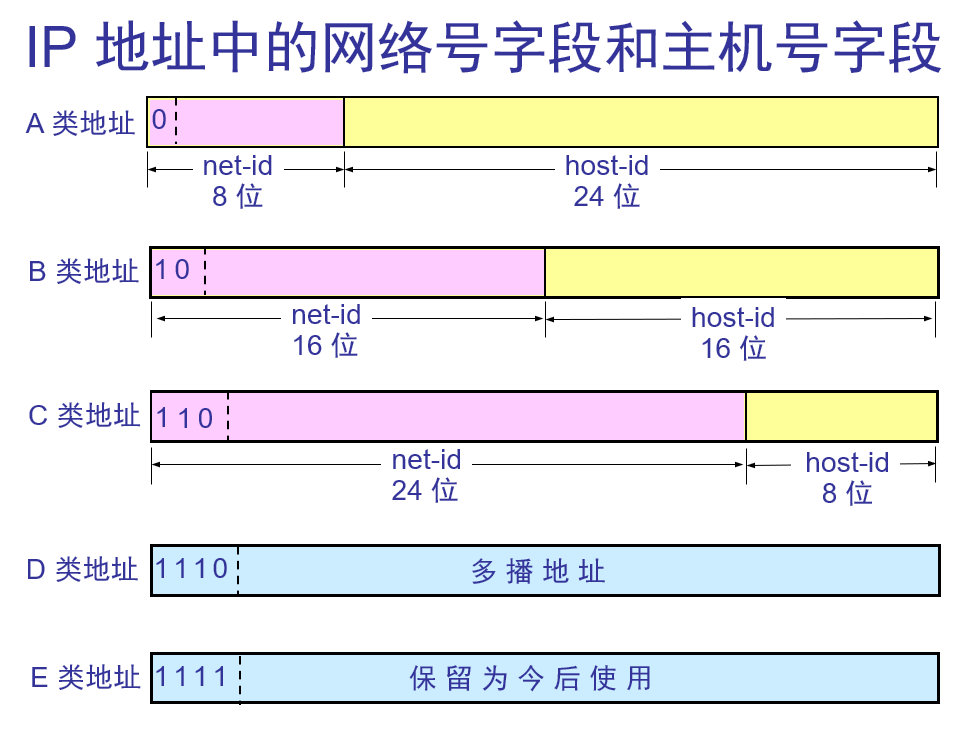 IP 地址中的网络号字段和主机号字段
A 类地址
0
net-id
8 位
host-id
24 位
B 类地址
1 0
net-id
16 位
host-id
16 位
C 类地址
1 1 0
net-id
24 位
host-id
8 位
D 类地址
1 1 1 0
多 播 地 址
E 类地址
1 1 1 1
保 留 为 今 后 使 用